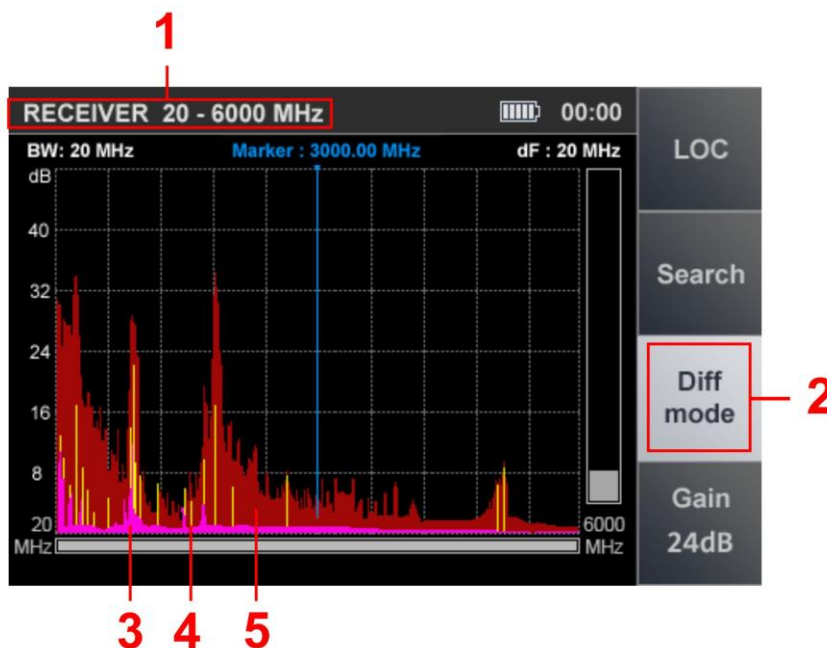 1
RECEIVER 20 - 6000 MHz
00:00
BW: 20 MHz
Marker : 3000.00 MHz
dF : 20 MHz
dB
40
32
24
16
8
20
6000
MHz
MHz
LOC
Search
Diff
mode
2
Gain
24dB
3 4 5